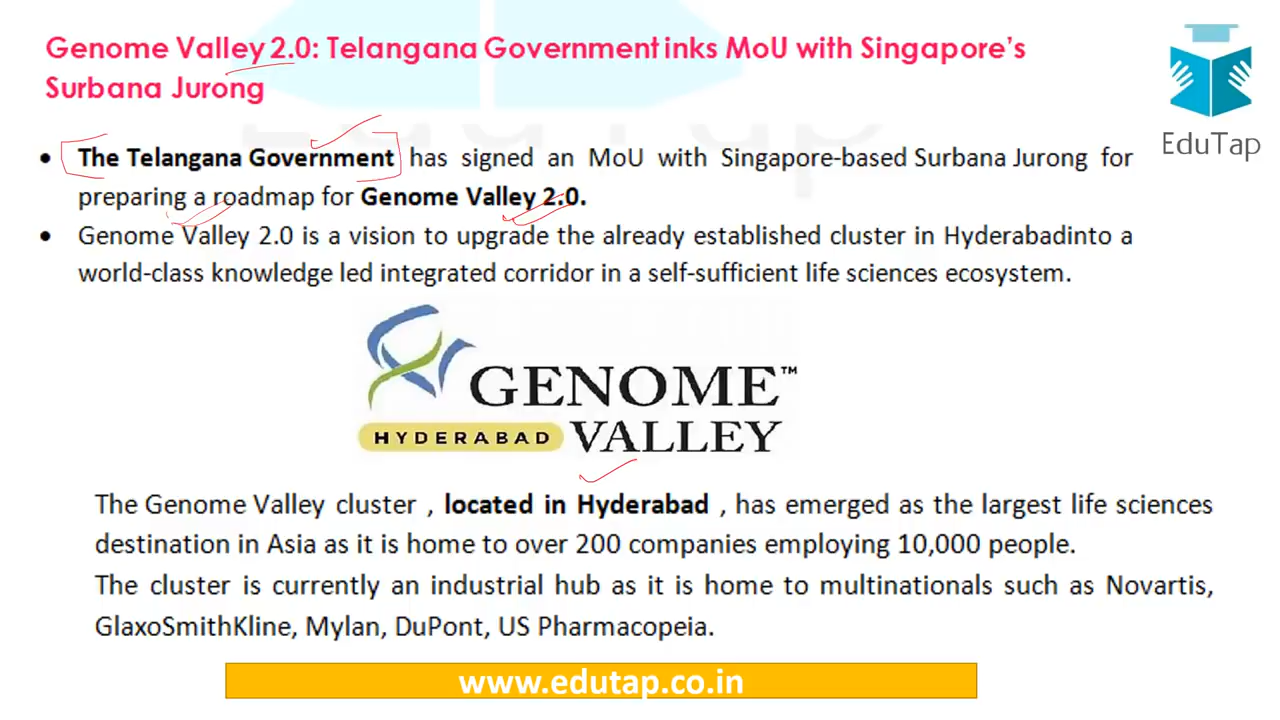 Genome Valley 2.0: Telangana Government inks MoU with Singapore's
Surbana Jurong
EduTap
• The Telangana Government has signed an MoU with Singapore-based Surbana Jurong for
preparing a roadmap for Genome Valley 2.0.
• Genome Valley 2.0 is a vision to upgrade the already established cluster in Hyderabadinto a
world-class knowledge led integrated corridor in a self-sufficient life sciences ecosystem.
GENOME™
HYDERABAD VALLEY
The Genome Valley cluster , located in Hyderabad , has emerged as the largest life sciences
destination in Asia as it is home to over 200 companies employing 10,000 people.
The cluster is currently an industrial hub as it is home to multinationals such as Novartis,
GlaxoSmithKline, Mylan, DuPont, US Pharmacopeia.
www.edutap.co.in